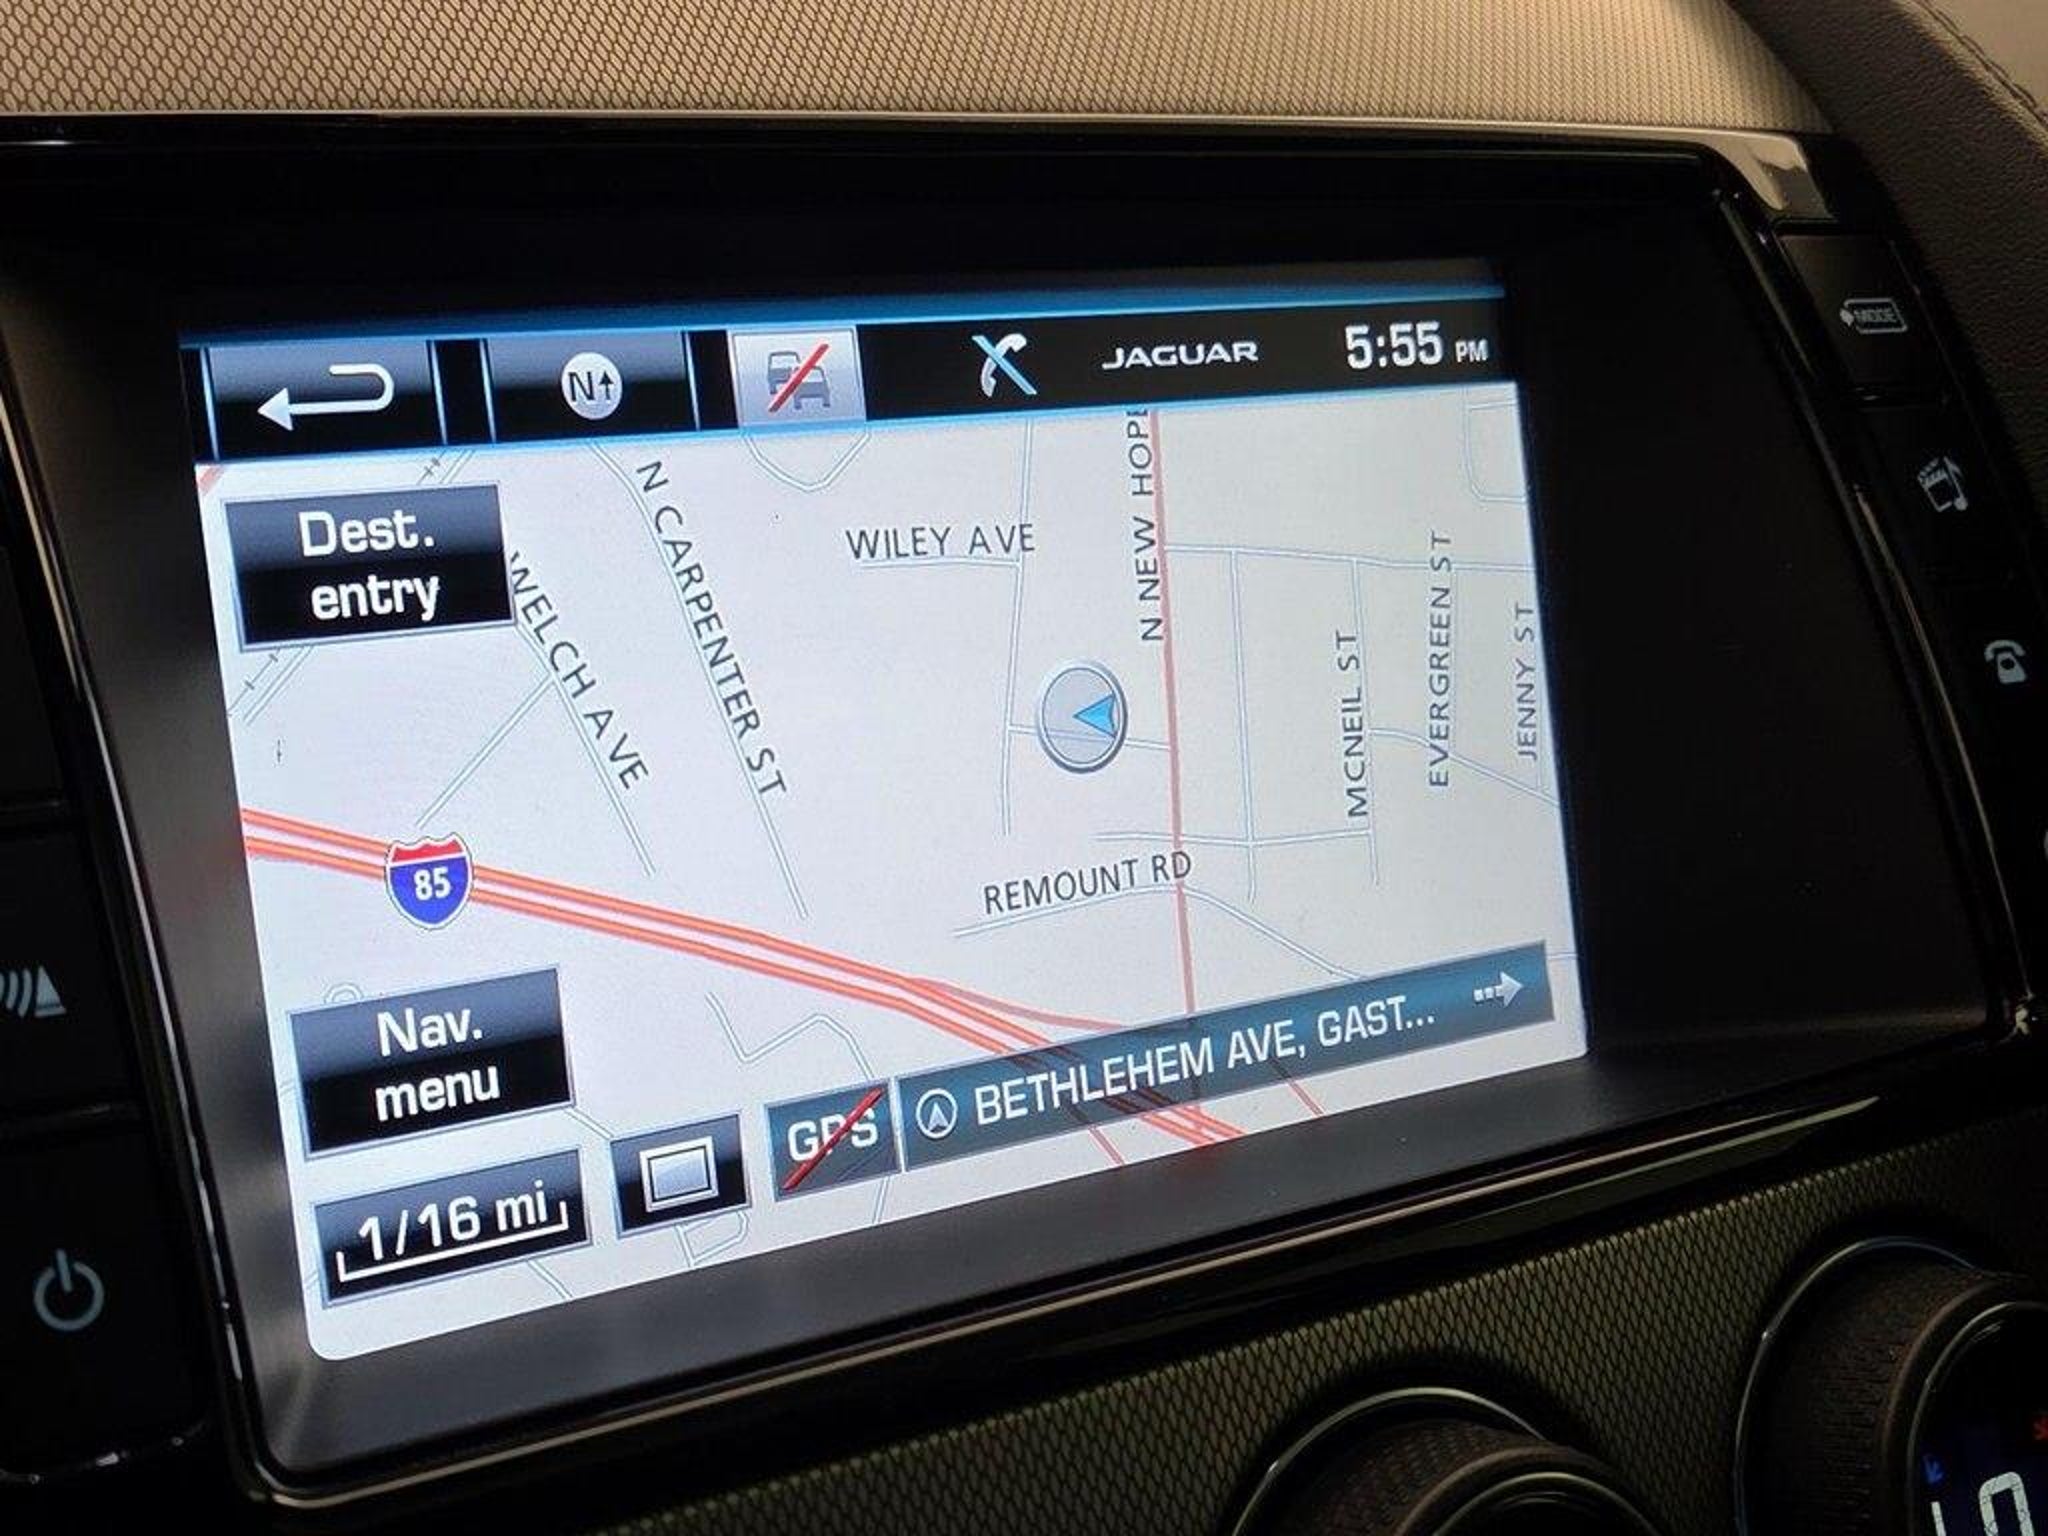 N
JAGUAR
5:55 PM
MODE
Dest.
entry
WELCH AVE
N CARPENTER ST
WILEY AVE
N NEW HOPE
MCNEIL ST
EVERGREEN ST
JENNY ST
85
REMOUNT RD
Nav.
menu
BETHLEHEM AVE, GAST...
GPS
1/16 mi